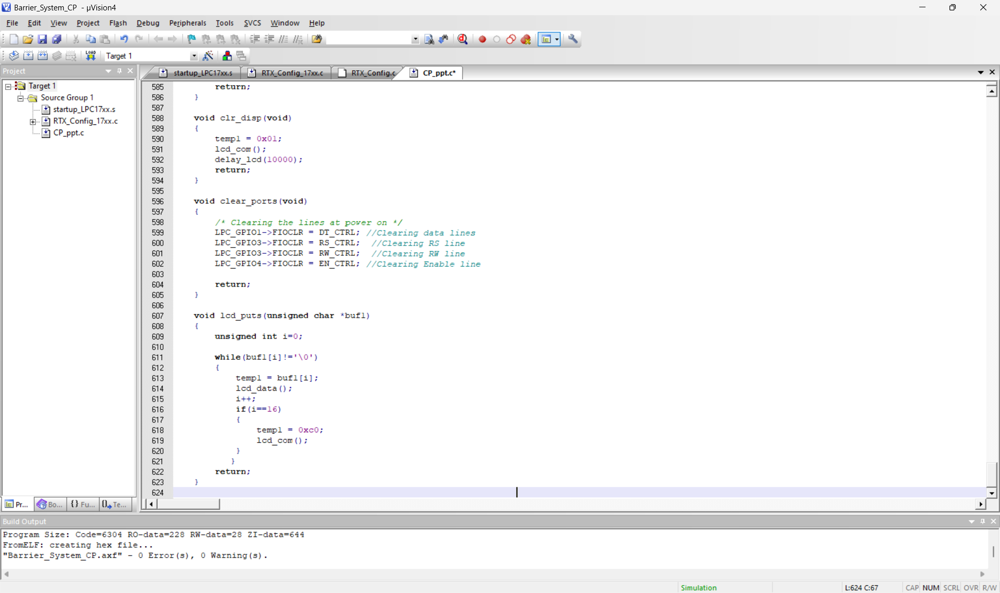 Barrier_System_CP - µVision4
File Edit View Project Flash Debug Peripherals Tools SVCS Window Help
LOAD Target 1
Project
Target 1
Source Group 1
startup_LPC17xx.s
RTX_Config_17xx.c
CP_ppt.c
Pr... Bo... {} Fu... Te...
startup_LPC17xx.s RTX_Config_17xx.c RTX_Config.c CP_ppt.c*
585 return;
586 }
587
588 void clr_disp(void)
589 {
590 temp1 = 0x01;
591 lcd_com();
592 delay_lcd(10000);
593 return;
594 }
595
596 void clear_ports(void)
597 {
598 /* Clearing the lines at power on */
599 LPC_GPIO1->FIOCLR = DT_CTRL; //Clearing data lines
600 LPC_GPIO3->FIOCLR = RS_CTRL; //Clearing RS line
601 LPC_GPIO3->FIOCLR = RW_CTRL; //Clearing RW line
602 LPC_GPIO4->FIOCLR = EN_CTRL; //Clearing Enable line
603
604 return;
605 }
606
607 void lcd_puts(unsigned char *buf1)
608 {
609 unsigned int i=0;
610
611 while(buf1[i]!='\0')
612 {
613 temp1 = buf1[i];
614 lcd_data();
615 i++;
616 if(i==16)
617 {
618 temp1 = 0xc0;
619 lcd_com();
620 }
621 }
622 return;
623 }
624
Build Output
Program Size: Code=6304 RO-data=228 RW-data=28 ZI-data=644
FromELF: creating hex file...
"Barrier_System_CP.axf" - 0 Error(s), 0 Warning(s).
Simulation L:624 C:67 CAP NUM SCRL OVR R/W